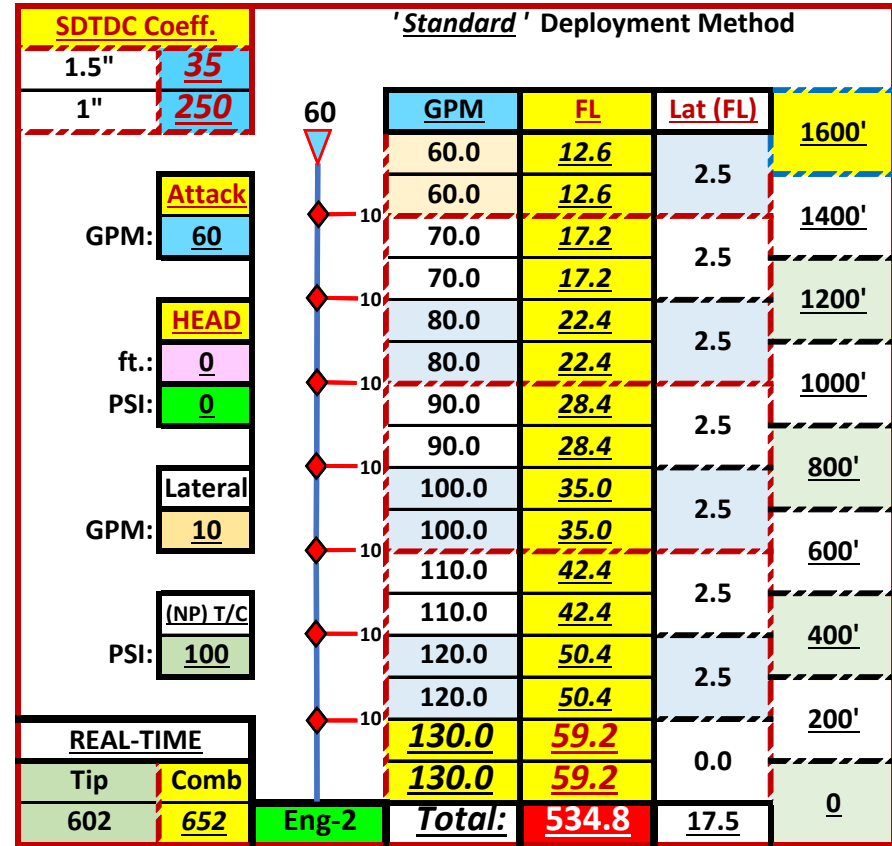 SDTDC Coeff.
'Standard' Deployment Method
1.5" 35
1" 250
60
GPM FL Lat (FL)
1600'
60.0 12.6
2.5
60.0 12.6
Attack
10
1400'
GPM: 60
70.0 17.2
2.5
70.0 17.2
10
1200'
HEAD
80.0 22.4
2.5
ft.: 0
80.0 22.4
10
1000'
PSI: 0
90.0 28.4
2.5
90.0 28.4
10
800'
Lateral
100.0 35.0
2.5
GPM: 10
100.0 35.0
10
600'
110.0 42.4
2.5
(NP) T/C
110.0 42.4
10
400'
PSI: 100
120.0 50.4
2.5
120.0 50.4
10
200'
REAL-TIME
130.0 59.2
0.0
Tip Comb
130.0 59.2
0
602 652
Eng-2
Total: 534.8 17.5